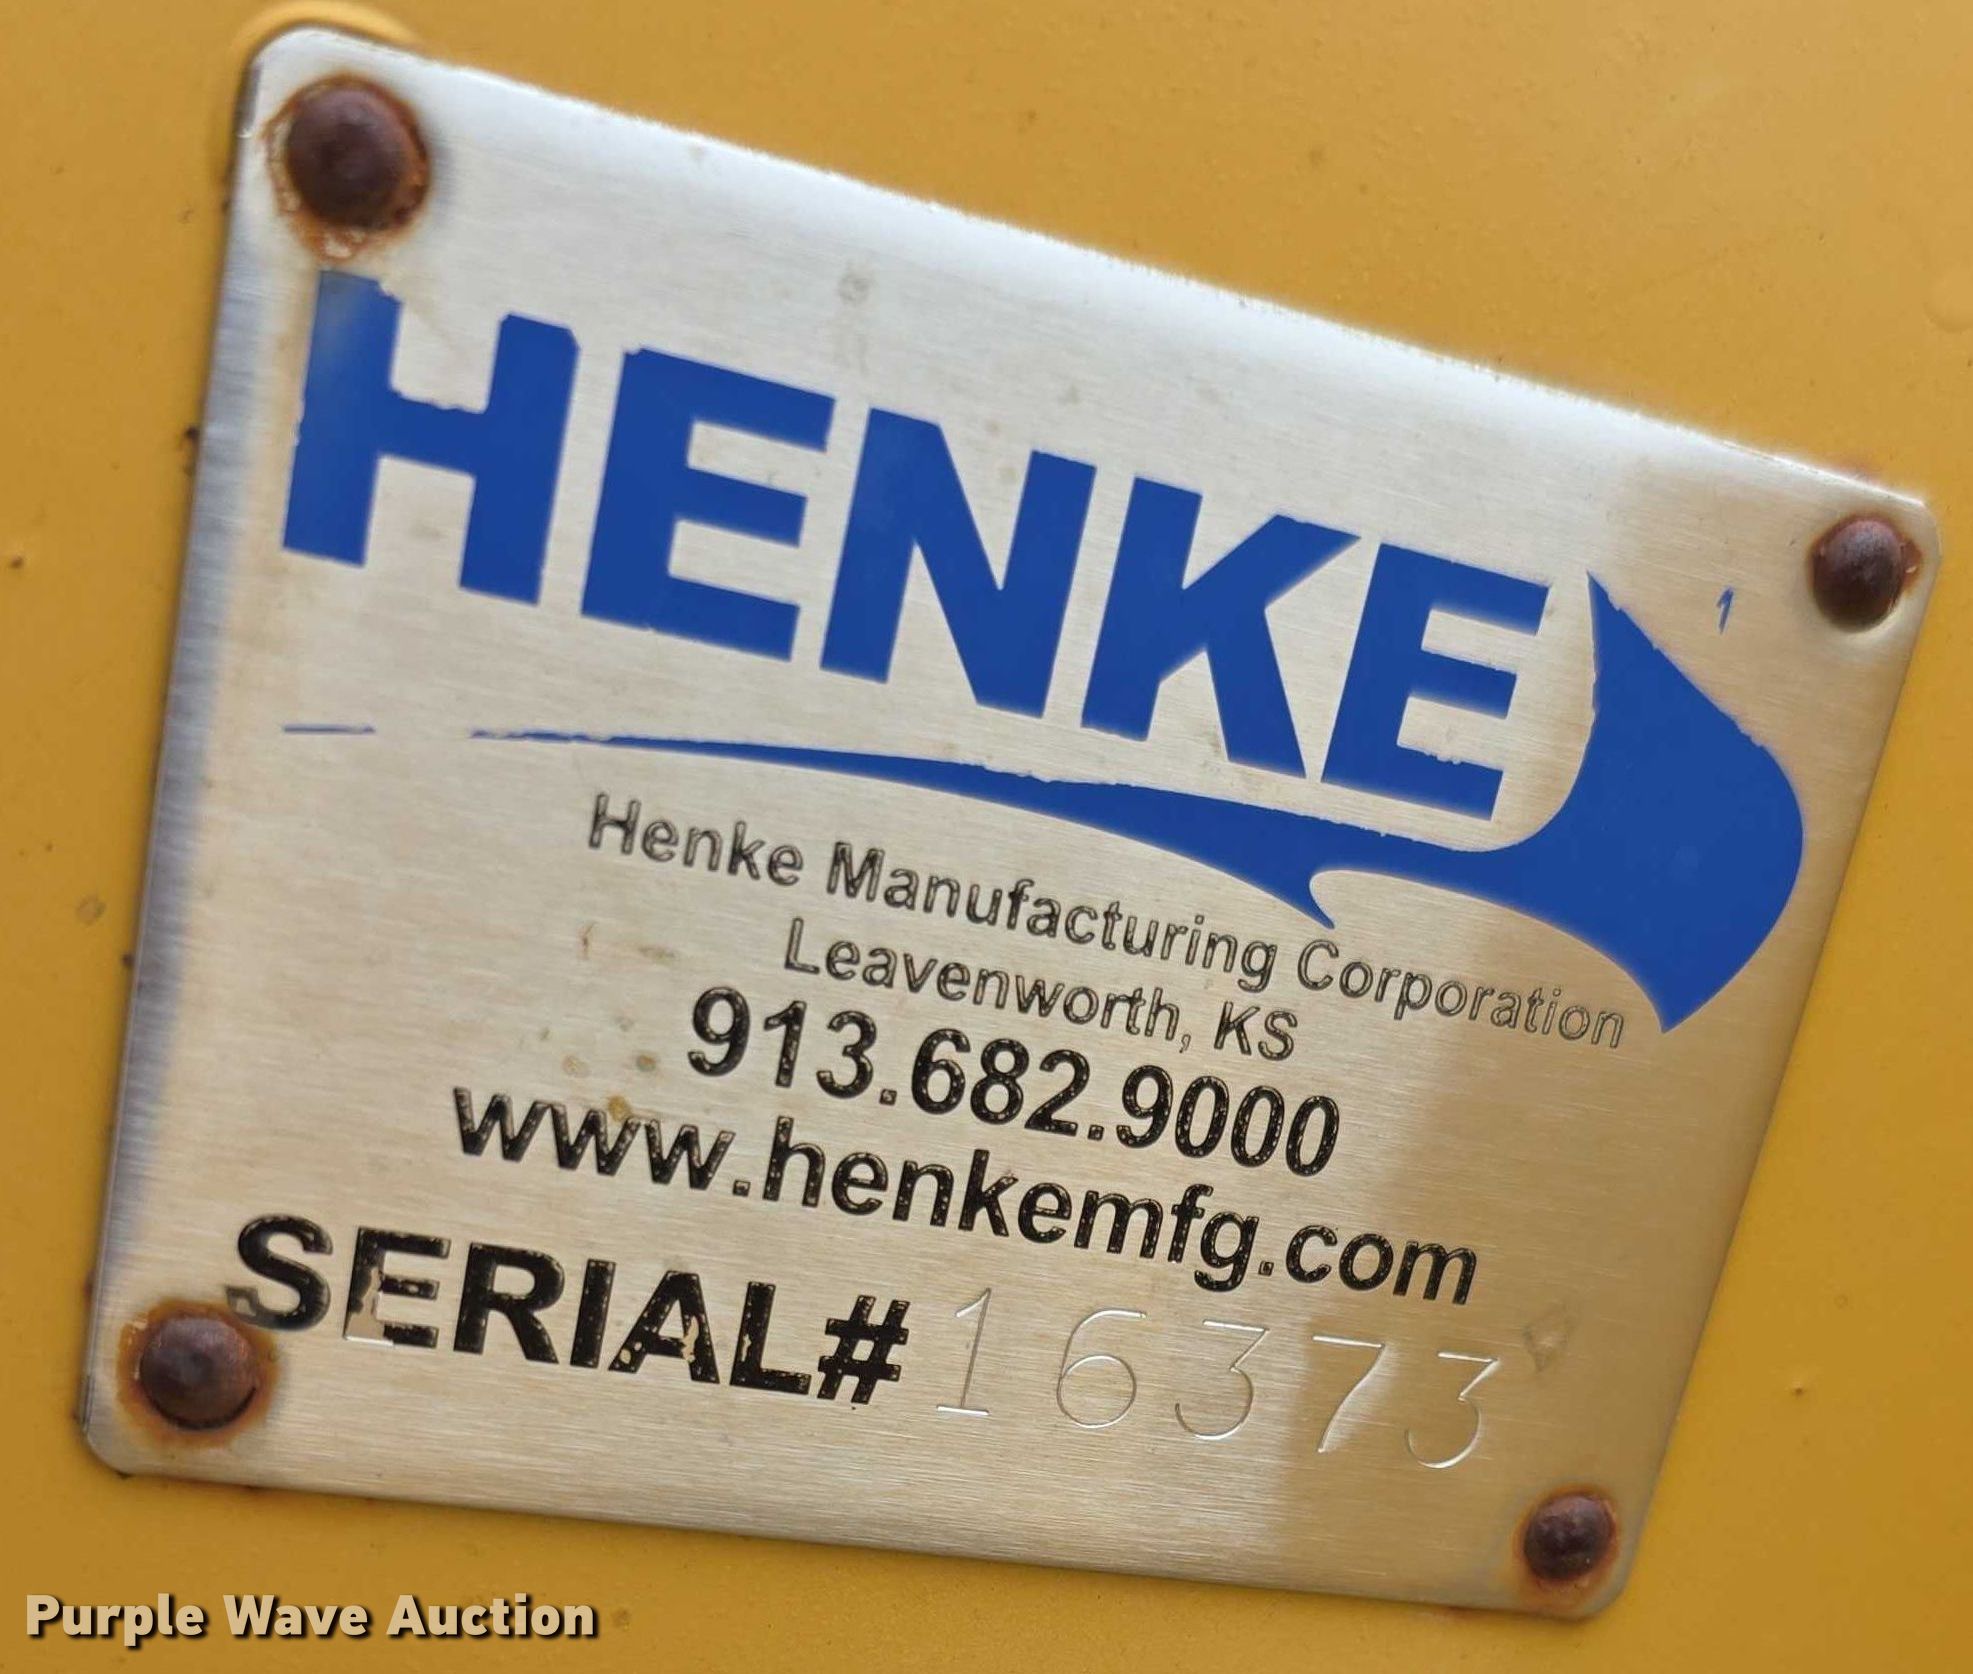 HENKE
Henke Manufacturing Corporation
Leavenworth, KS
913.682.9000
www.henkemfg.com
SERIAL# 16373
Purple Wave Auction